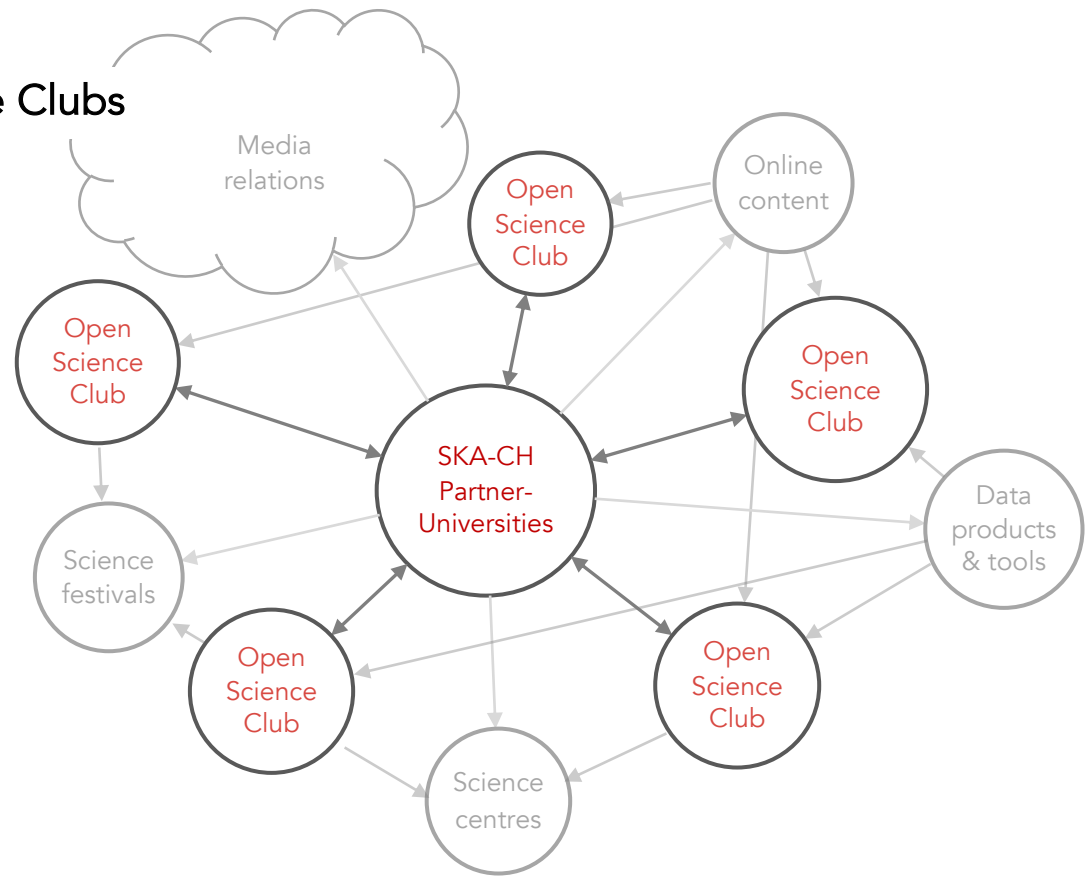 e Clubs
Media
relations
Online
content
Open
Science
Club
Open
Science
Club
Open
Science
Club
SKA-CH
Partner-
Universities
Data
products
& tools
Science
festivals
Open
Science
Club
Open
Science
Club
Science
centres